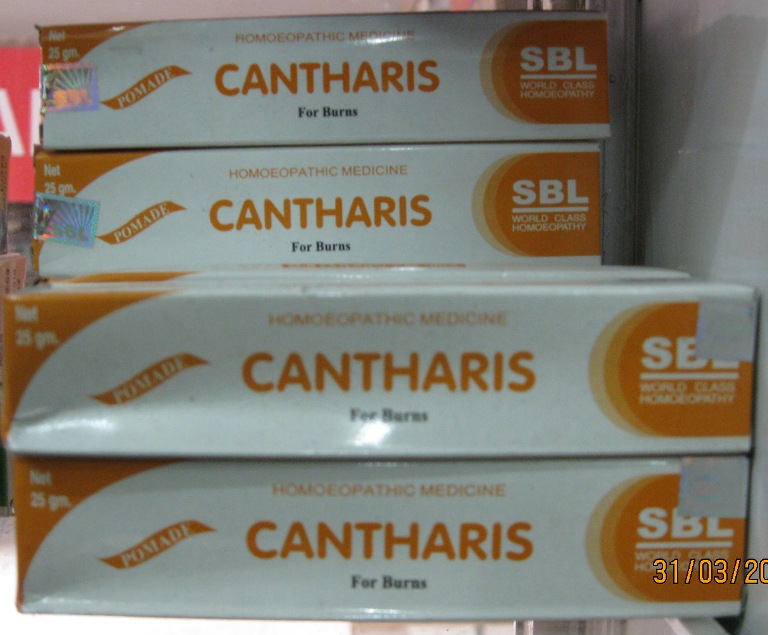 Net
25 gm.
POMADE
HOMOEOPATHIC MEDICINE
CANTHARIS
For Burns
SBL
WORLD CLASS
HOMOEOPATHY
Net
25 gm.
POMADE
HOMOEOPATHIC MEDICINE
CANTHARIS
For Burns
SBL
WORLD CLASS
HOMOEOPATHY
Net
25 gm.
POMADE
HOMOEOPATHIC MEDICINE
CANTHARIS
For Burns
SBL
WORLD CLASS
HOMOEOPATHY
Net
25 gm.
POMADE
HOMOEOPATHIC MEDICINE
CANTHARIS
For Burns
SBL
WORLD CLASS
31/03/20